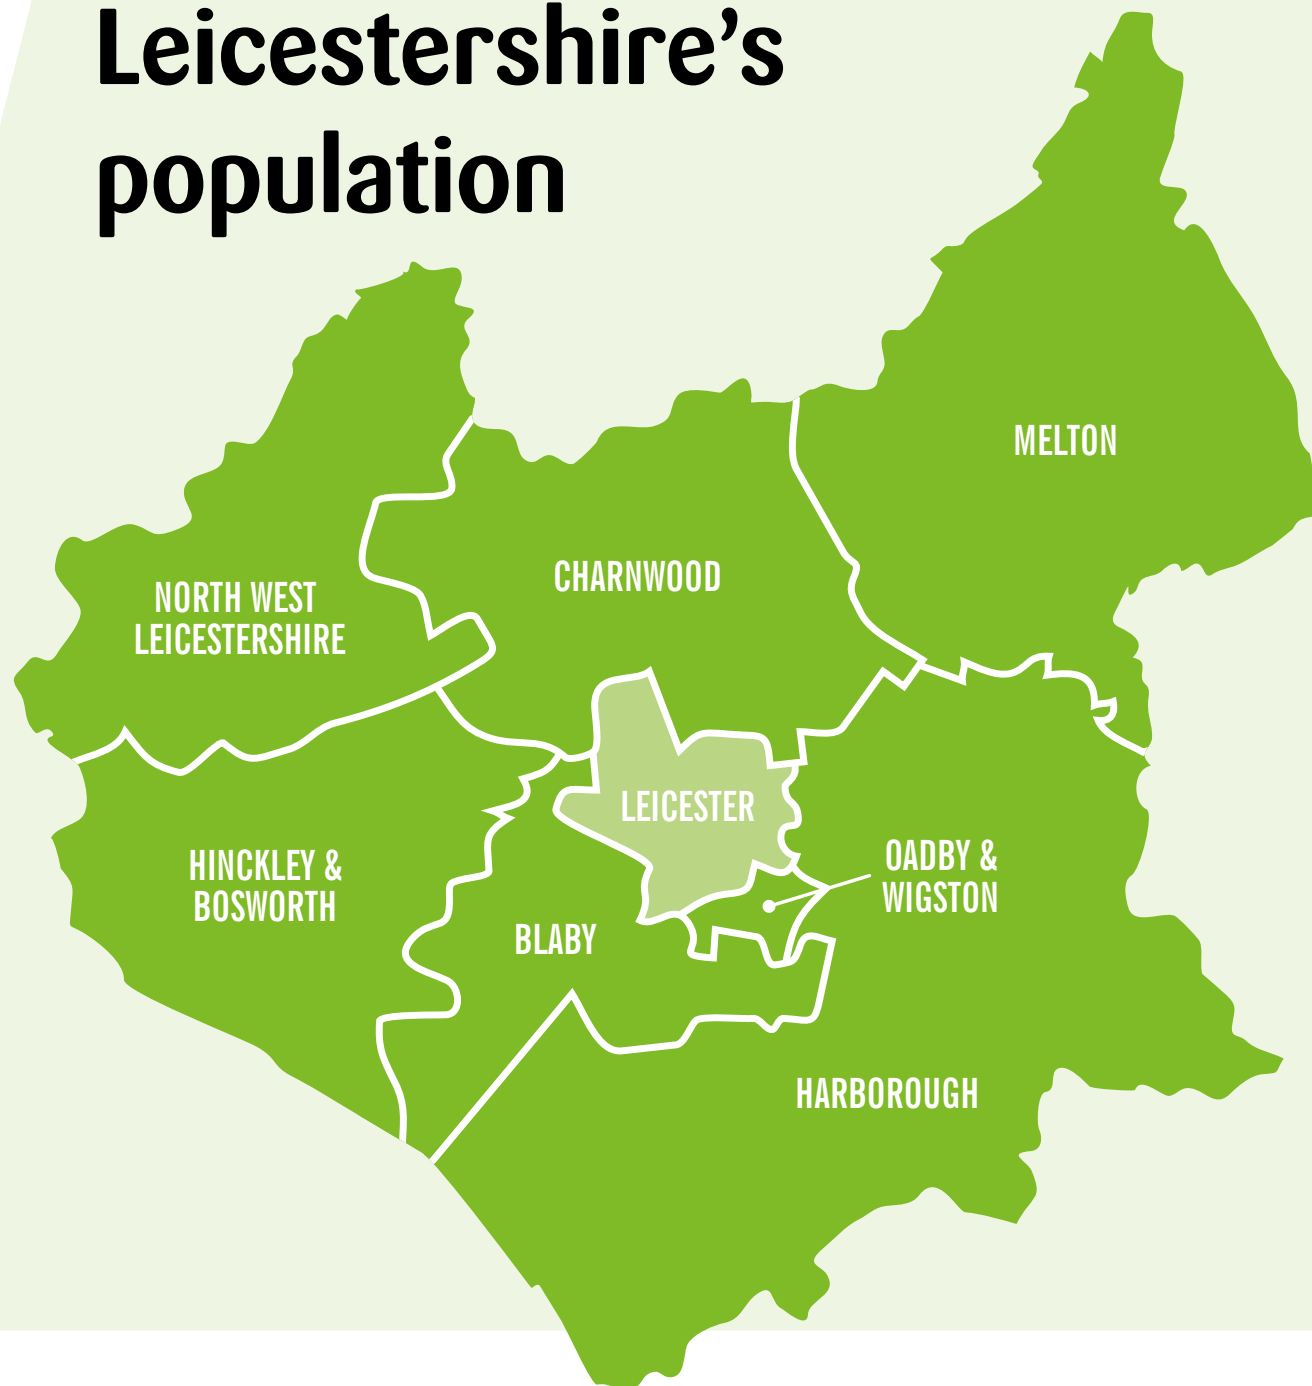 Leicestershire’s
population
MELTON
CHARNWOOD
NORTH WEST
LEICESTERSHIRE
LEICESTER
OADBY &
WIGSTON
HINCKLEY &
BOSWORTH
BLABY
HARBOROUGH